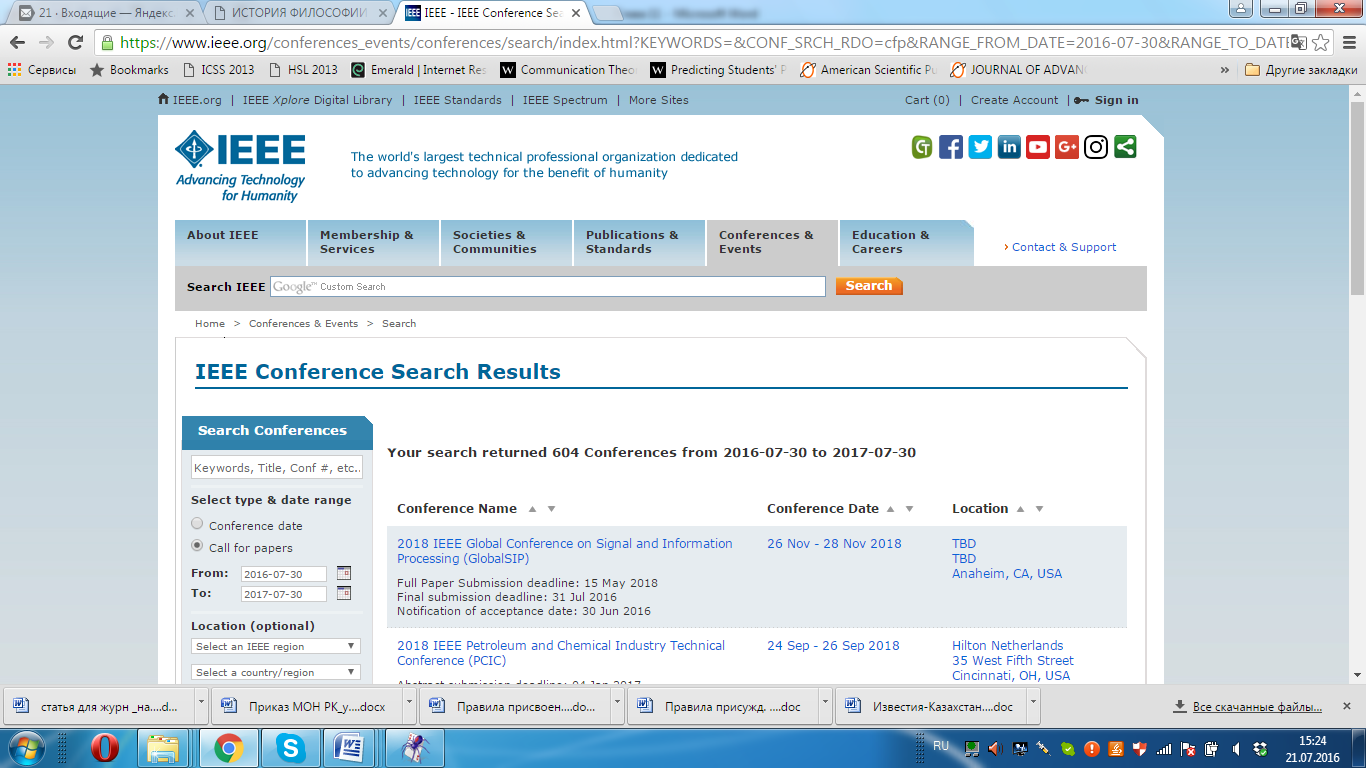 21 · Входящие — Яндекс.
ИСТОРИЯ ФИЛОСОФИИ
IEEE - IEEE Conference Sea
Microsoft Word
https://www.ieee.org/conferences_events/conferences/search/index.html?KEYWORDS=&CONF_SRCH_RDO=cfp&RANGE_FROM_DATE=2016-07-30&RANGE_TO_DATE
Сервисы Bookmarks ICSS 2013 HSL 2013 Emerald | Internet Res Communication Theo Predicting Students' P American Scientific Pu JOURNAL OF ADVAN » Другие закладки
IEEE.org | IEEE Xplore Digital Library | IEEE Standards | IEEE Spectrum | More Sites Cart (0) | Create Account | Sign in
IEEE
Advancing Technology
for Humanity
The world's largest technical professional organization dedicated
to advancing technology for the benefit of humanity
About IEEE
Membership &
Services
Societies &
Communities
Publications &
Standards
Conferences &
Events
Education &
Careers
Contact & Support
Search IEEE Google™ Custom Search Search
Home > Conferences & Events > Search
IEEE Conference Search Results
Search Conferences
Keywords, Title, Conf #, etc..
Select type & date range
Conference date
Call for papers
From: 2016-07-30
To: 2017-07-30
Location (optional)
Select an IEEE region
Select a country/region
Your search returned 604 Conferences from 2016-07-30 to 2017-07-30
Conference Name Conference Date Location
2018 IEEE Global Conference on Signal and Information
Processing (GlobalSIP)
Full Paper Submission deadline: 15 May 2018
Final submission deadline: 31 Jul 2016
Notification of acceptance date: 30 Jun 2016
26 Nov - 28 Nov 2018
TBD
TBD
Anaheim, CA, USA
2018 IEEE Petroleum and Chemical Industry Technical
Conference (PCIC)
Abstract submission deadline: 04 Jan 2017
24 Sep - 26 Sep 2018
Hilton Netherlands
35 West Fifth Street
Cincinnati, OH, USA
статья для журн _на....d... Приказ МОН РК_у....docx Правила присвоен....do... Правила присужд. ....doc Известия-Казахстан....doc Все скачанные файлы...
RU
15:24
21.07.2016